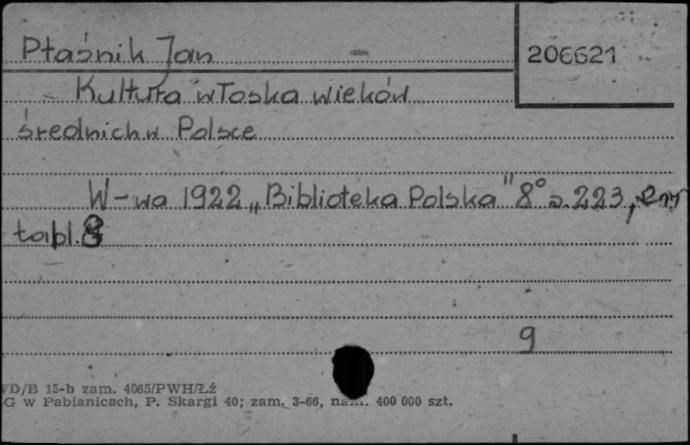 Ptaśnik Jan
206621
Kultura włoska wieków
średnich w Polsce
W-wa 1922 „Biblioteka Polska" 8° s. 223,
tabl. 8
9
D/B 15-b zam. 4065/PWH/Łź
G w Pabianicach, P. Skargi 40; zam. 3-66, 400 000 szt.